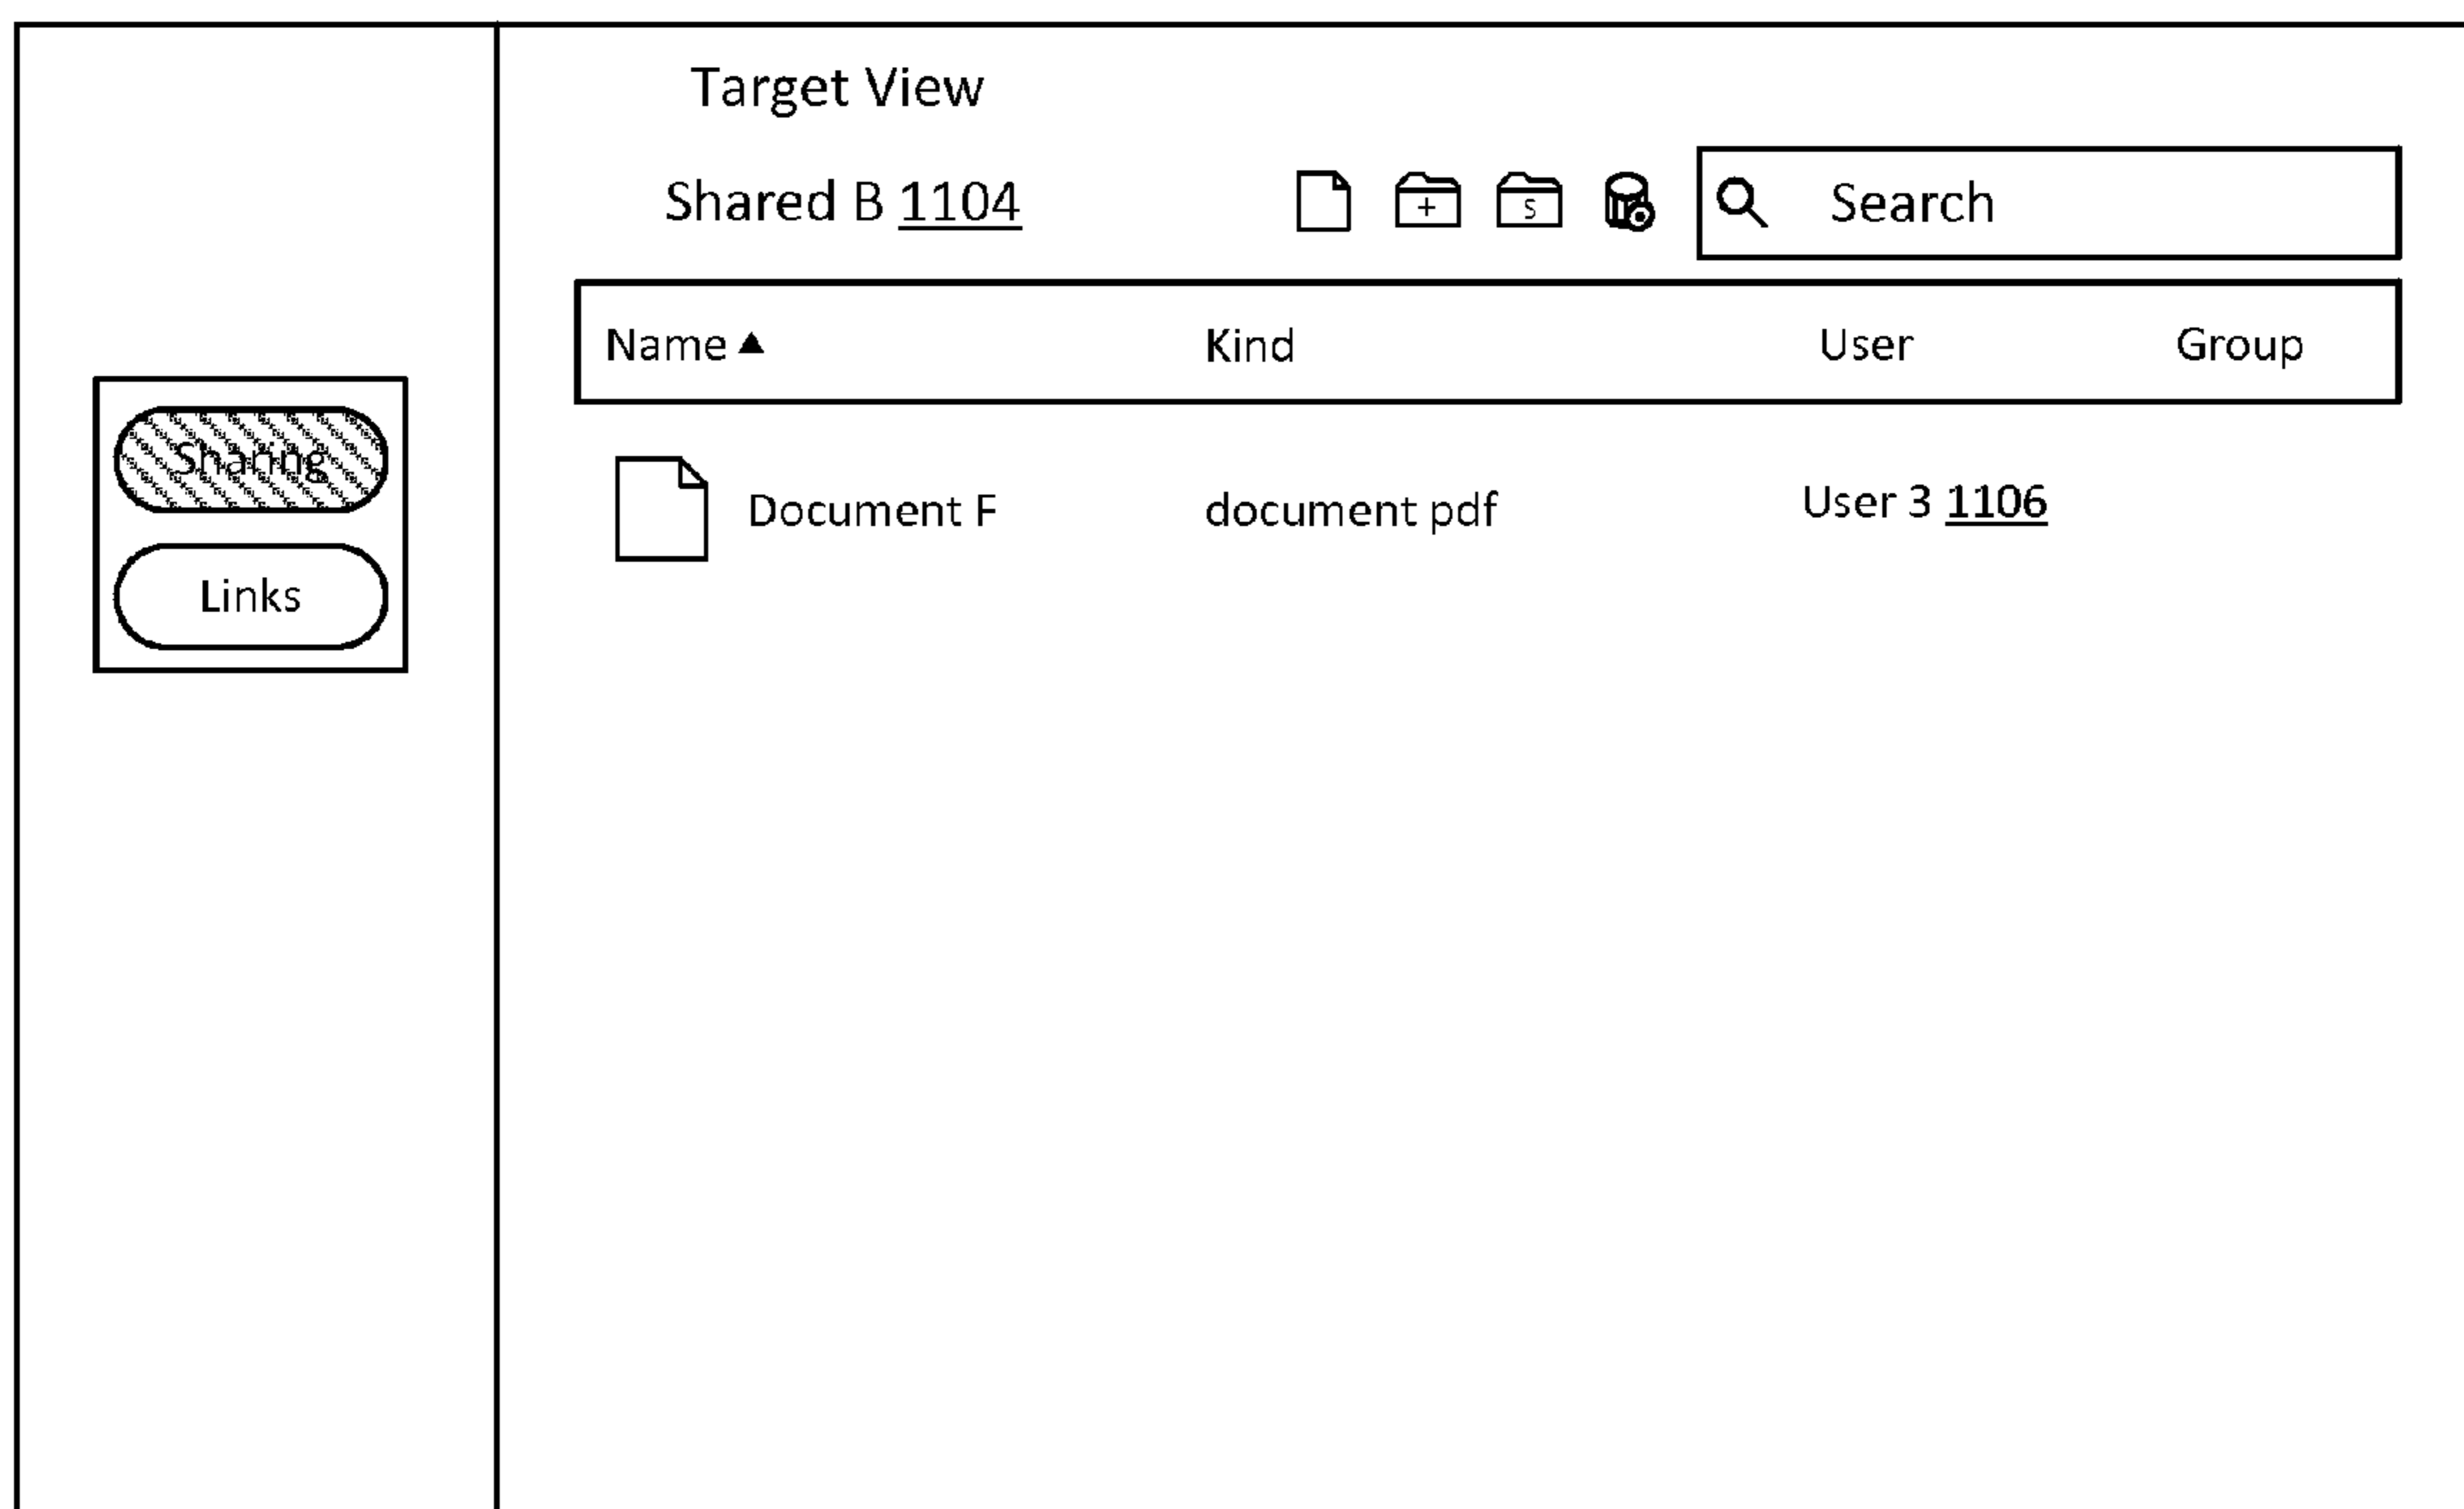 Target View
Shared B 1104
+
S
Search
Name ▲ Kind User Group
Sharing
Links
Document F document pdf User 3 1106